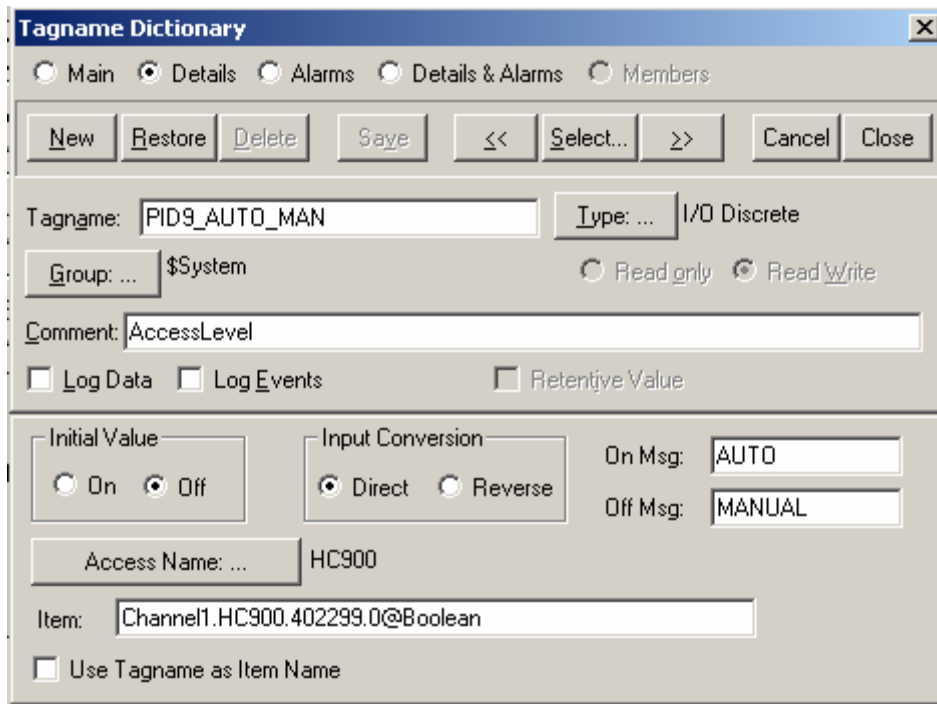 Tagname Dictionary
Main Details Alarms Details & Alarms Members
New Restore Delete Save << Select... >> Cancel Close
Tagname: PID9_AUTO_MAN Type: ... I/O Discrete
Group: ... $System Read only Read Write
Comment: AccessLevel
Log Data Log Events Retentive Value
Initial Value Input Conversion On Msg: AUTO
On Off Direct Reverse Off Msg: MANUAL
Access Name: ... HC900
Item: Channel1.HC900.402299.0@Boolean
Use Tagname as Item Name